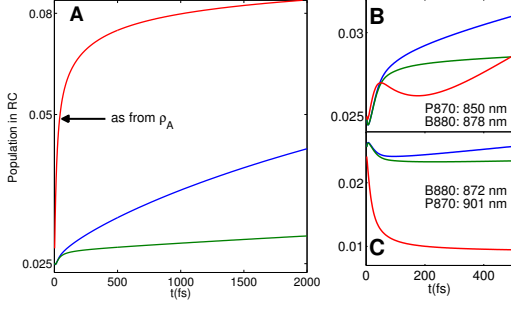 A
0.08
0.05
0.025
Population in RC
as from ρA
0
500
1000
1500
2000
t(fs)
B
0.03
0.025
P870: 850 nm
B880: 878 nm
0.02
0.01
B880: 872 nm
P870: 901 nm
C
0
200
400
t(fs)